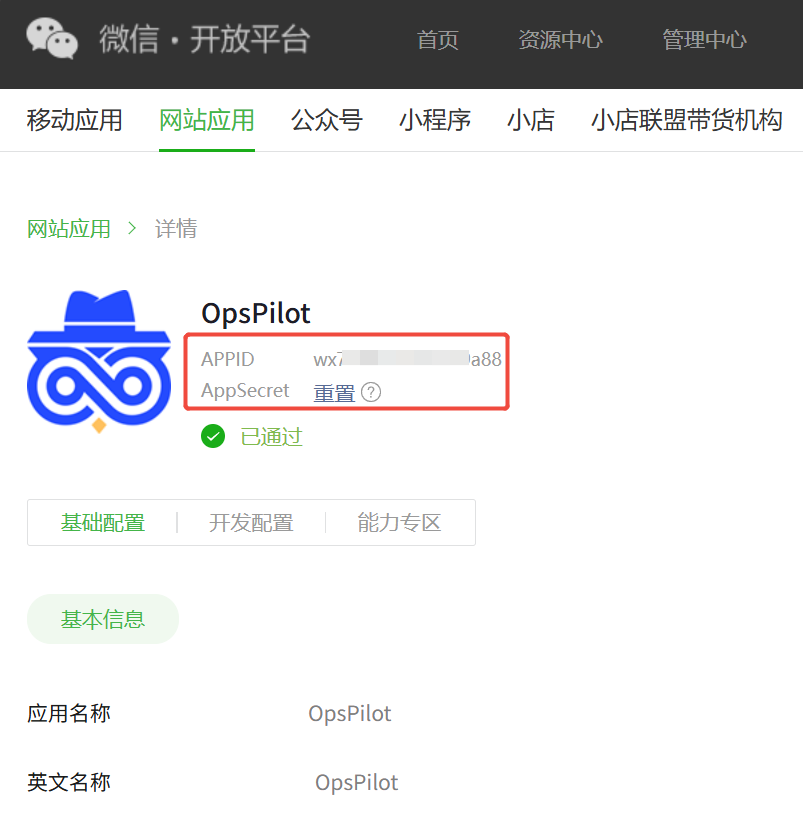 微信·开放平台 首页 资源中心 管理中心
移动应用 网站应用 公众号 小程序 小店 小店联盟带货机构
网站应用 > 详情
OpsPilot
APPID wx7 a88
AppSecret 重置 ?
已通过
基础配置 开发配置 能力专区
基本信息
应用名称 OpsPilot
英文名称 OpsPilot